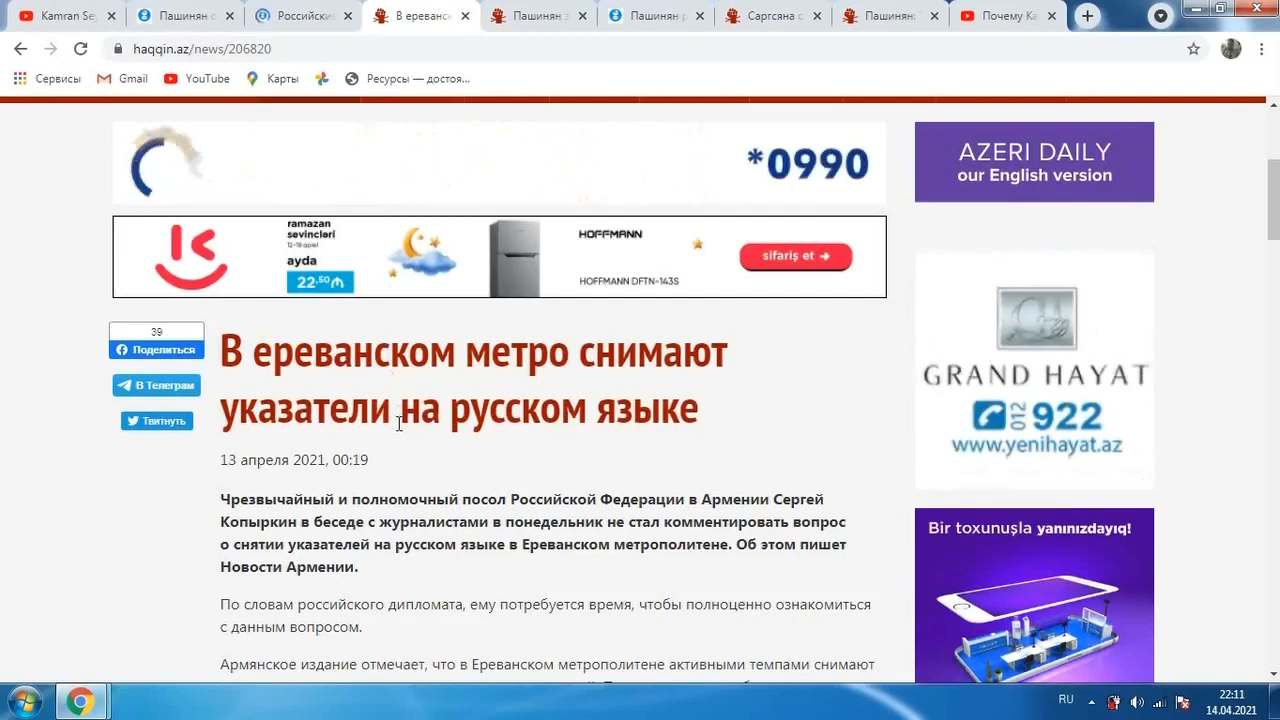 Kamran Se
Пашинян с
Российски
В ереванск
Пашинян з
Пашинян р
Саргсяна с
Пашинян:
Почему Ка
haqqin.az/news/206820
Сервисы
Gmail
YouTube
Карты
Ресурсы — достоя...
*0990
AZERI DAILY
our English version
ramazan
sevincləri
12-18 aprel
ayda
22.50₼
HOFFMANN
HOFFMANN DFTN-143S
sifariş et →
39
Поделиться
В Телеграм
Твитнуть
В ереванском метро снимают
указатели на русском языке
13 апреля 2021, 00:19
Чрезвычайный и полномочный посол Российской Федерации в Армении Сергей
Копыркин в беседе с журналистами в понедельник не стал комментировать вопрос
о снятии указателей на русском языке в Ереванском метрополитене. Об этом пишет
Новости Армении.
По словам российского дипломата, ему потребуется время, чтобы полноценно ознакомиться
с данным вопросом.
Армянское издание отмечает, что в Ереванском метрополитене активными темпами снимают
GRAND HAYAT
012 922
www.yenihayat.az
Bir toxunuşla yanınızdayıq!
RU
22:11
14.04.2021